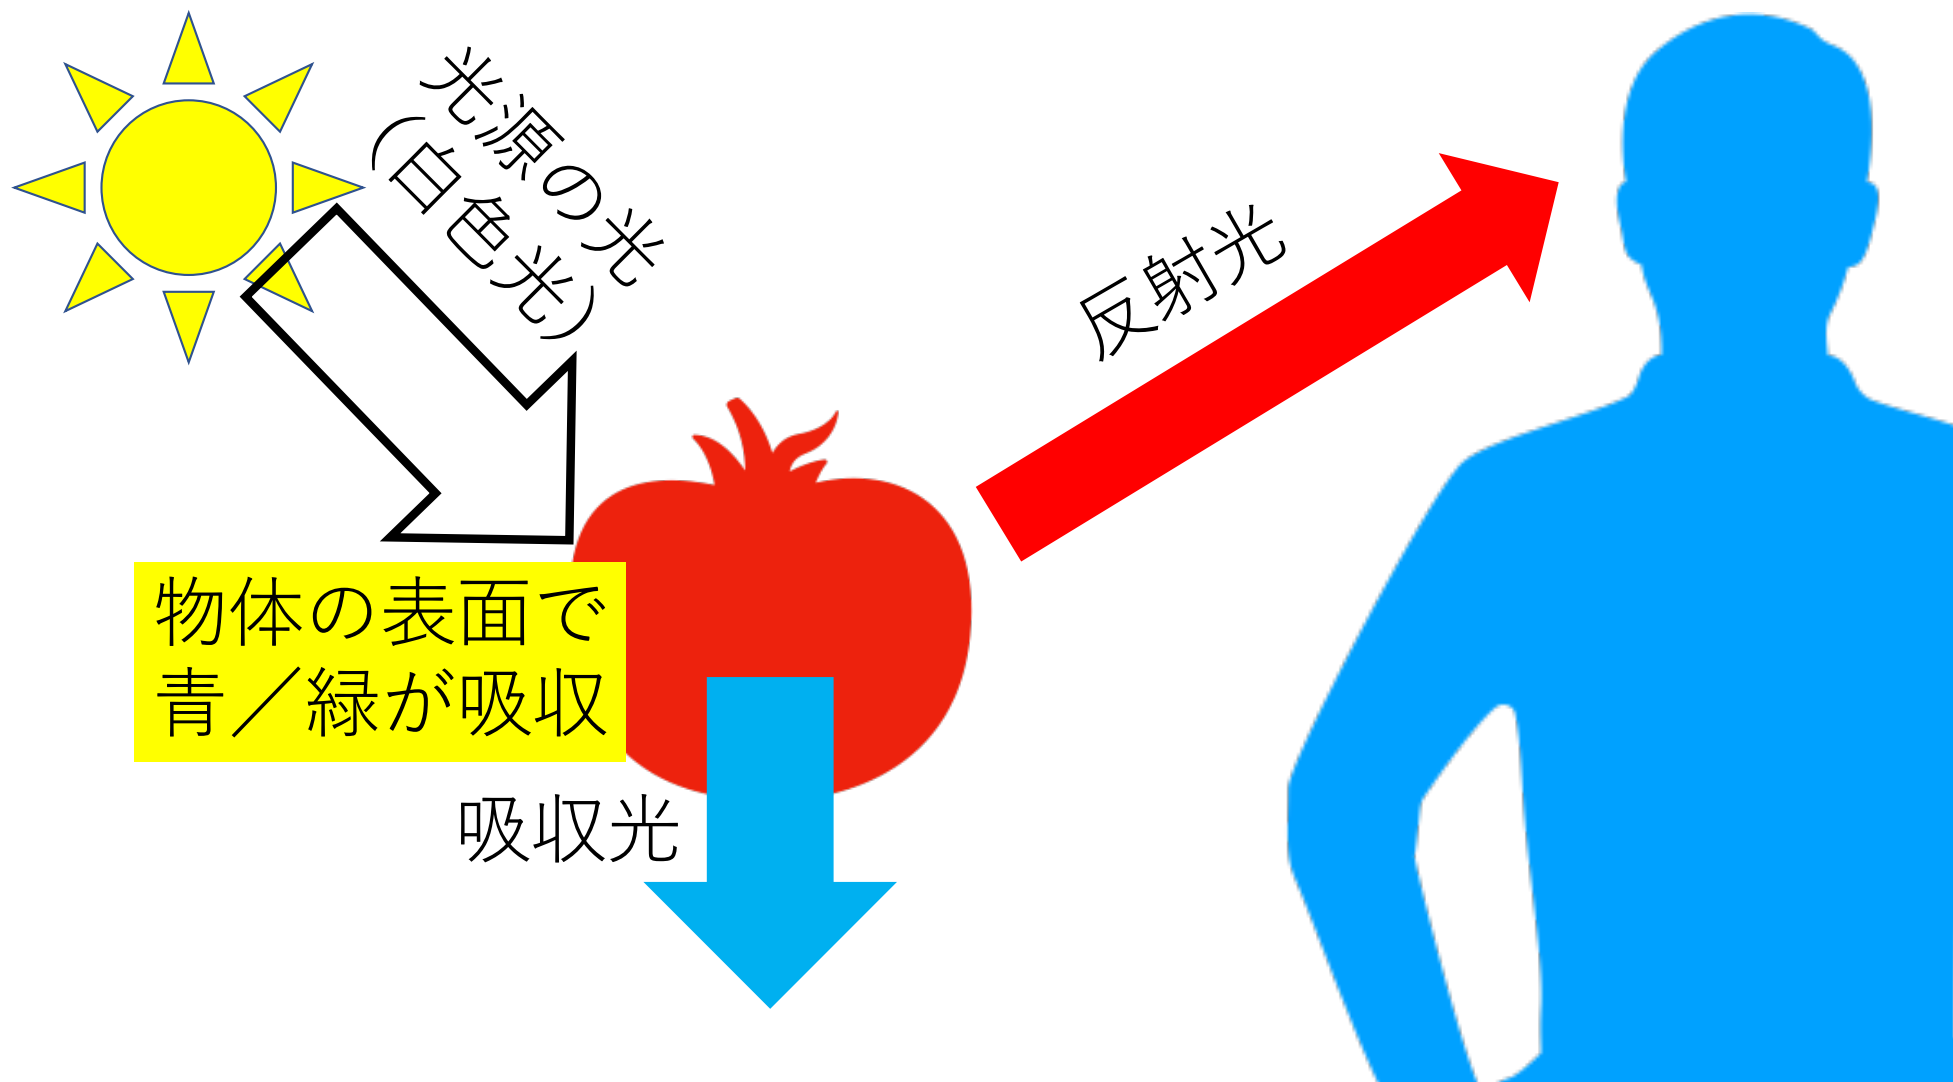 光源の光
（白色光）
反射光
物体の表面で
青／緑が吸収
吸収光